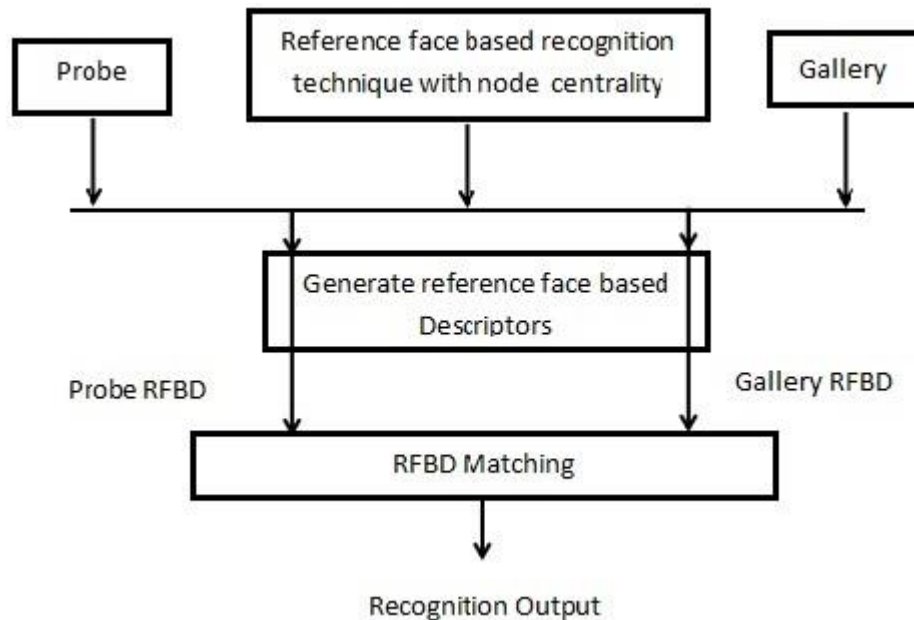 Probe
Reference face based recognition
technique with node centrality
Gallery
Generate reference face based
Descriptors
Probe RFBD
Gallery RFBD
RFBD Matching
Recognition Output